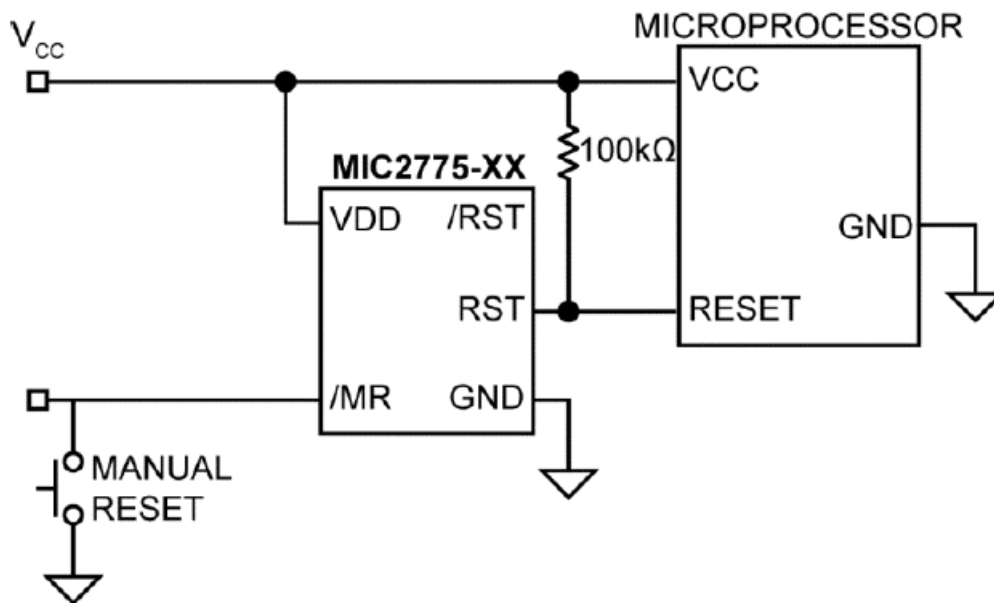 MICROPROCESSOR
VCC
VCC
100kΩ
MIC2775-XX
VDD /RST
GND
RST
RESET
/MR GND
MANUAL
RESET